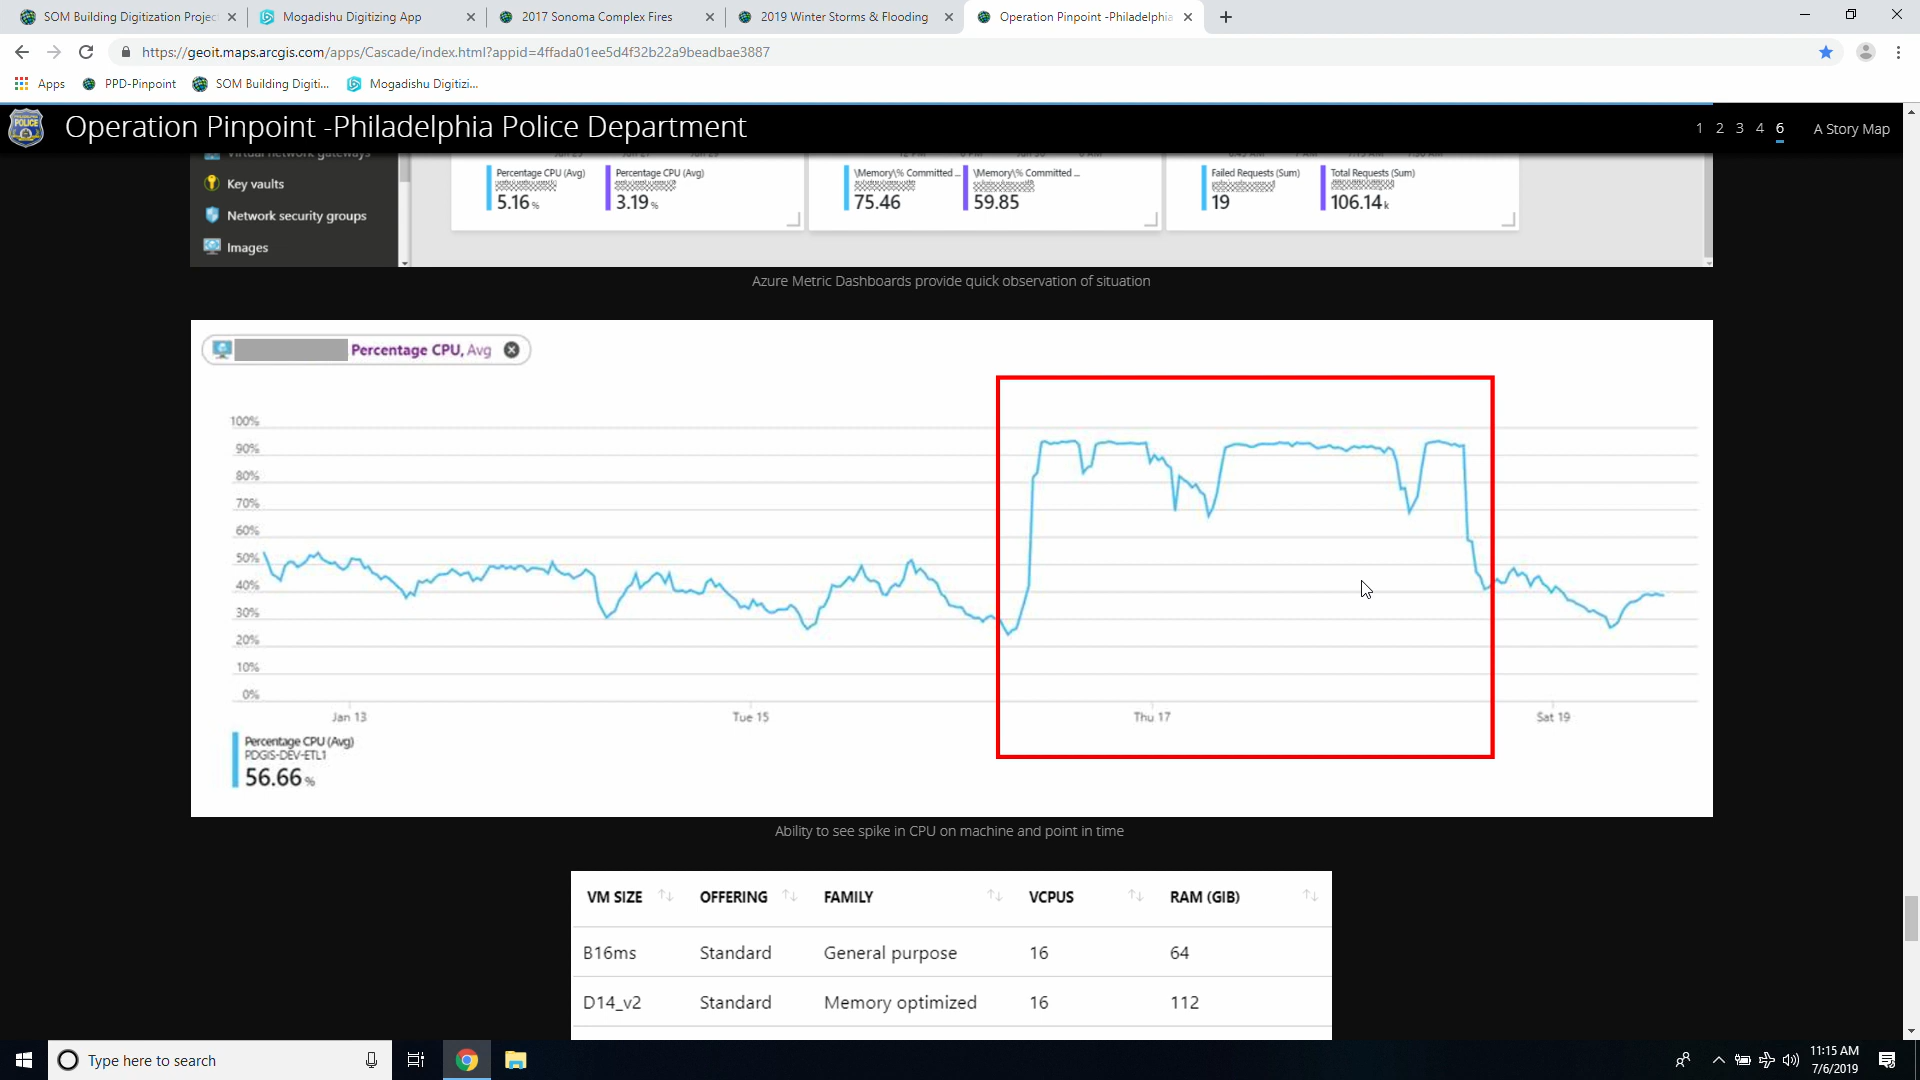 SOM Building Digitization Projec
Mogadishu Digitizing App
2017 Sonoma Complex Fires
2019 Winter Storms & Flooding
Operation Pinpoint -Philadelphia
https://geoit.maps.arcgis.com/apps/Cascade/index.html?appid=4ffada01ee5d4f32b22a9beadbae3887
Apps
PPD-Pinpoint
SOM Building Digiti...
Mogadishu Digitizi...
POLICE
Operation Pinpoint -Philadelphia Police Department
1 2 3 4 6
A Story Map
Virtual network gateways
Key vaults
Network security groups
Images
Percentage CPU (Avg)
5.16 %
Percentage CPU (Avg)
3.19 %
\Memory\% Committed ...
75.46
\Memory\% Committed ...
59.85
Failed Requests (Sum)
19
Total Requests (Sum)
106.14 k
Azure Metric Dashboards provide quick observation of situation
Percentage CPU, Avg
100%
90%
80%
70%
60%
50%
40%
30%
20%
10%
0%
Jan 13
Tue 15
Thu 17
Sat 19
Percentage CPU (Avg)
PDGIS-DEV-ETL1
56.66 %
Ability to see spike in CPU on machine and point in time
VM SIZE OFFERING FAMILY VCPUS RAM (GIB)
B16ms Standard General purpose 16 64
D14_v2 Standard Memory optimized 16 112
Type here to search
11:15 AM
7/6/2019